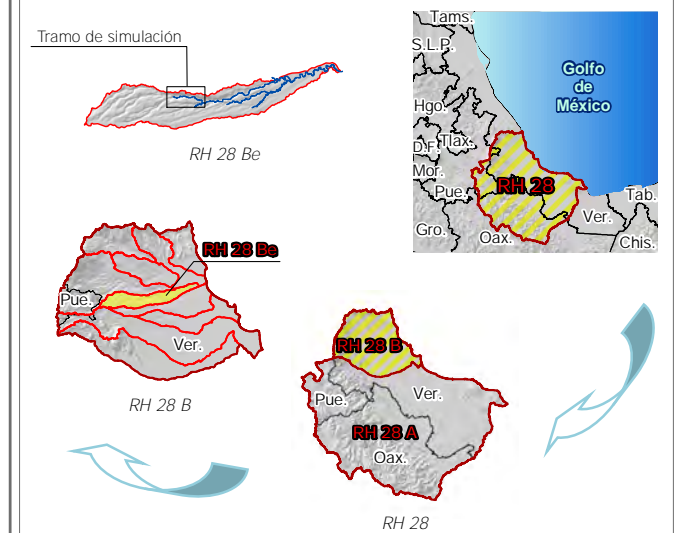 Tramo de simulación
RH 28 Be
Tams.
S.L.P.
Golfo
de
México
Hgo.
D.F.
Tlax.
Mor.
Pue.
RH 28
Tab.
Ver.
Gro.
Oax.
Chis.
RH 28 Be
Pue.
Ver.
RH 28 B
RH 28 B
Pue.
Ver.
RH 28 A
Oax.
RH 28